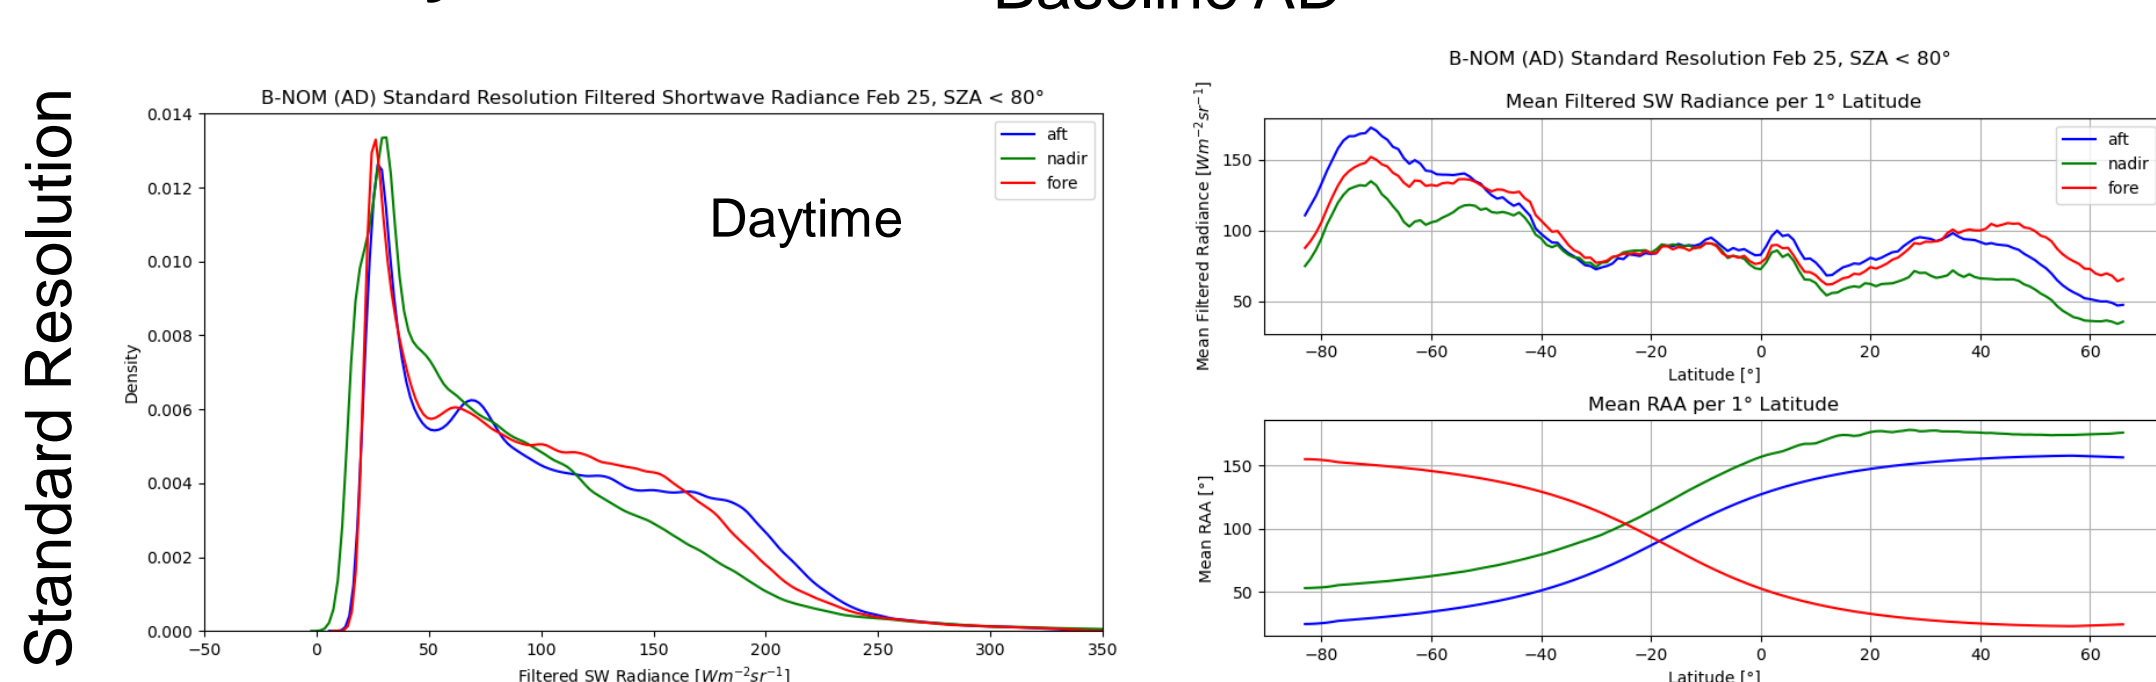 Baseline AD
Standard Resolution
B-NOM (AD) Standard Resolution Filtered Shortwave Radiance Feb 25, SZA < 80°
0.014
0.012
0.010
0.008
0.006
0.004
0.002
0.000
Density
aft
nadir
fore
Daytime
−50 0 50 100 150 200 250 300 350
Filtered SW Radiance [Wm⁻²sr⁻¹]
B-NOM (AD) Standard Resolution Feb 25, SZA < 80°
Mean Filtered SW Radiance per 1° Latitude
Mean Filtered Radiance [Wm⁻²sr⁻¹]
150
100
50
aft
nadir
fore
−80 −60 −40 −20 0 20 40 60
Latitude [°]
Mean RAA per 1° Latitude
Mean RAA [°]
150
100
50
−80 −60 −40 −20 0 20 40 60
Latitude [°]